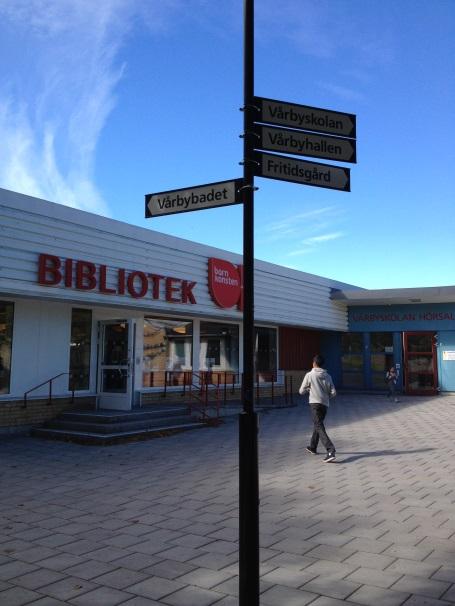 Vårbyskolan
Vårbyhallen
Fritidsgård
Vårbybadet
BIBLIOTEK
barn
konsten
VÅRBYSKOLAN HÖRSAL